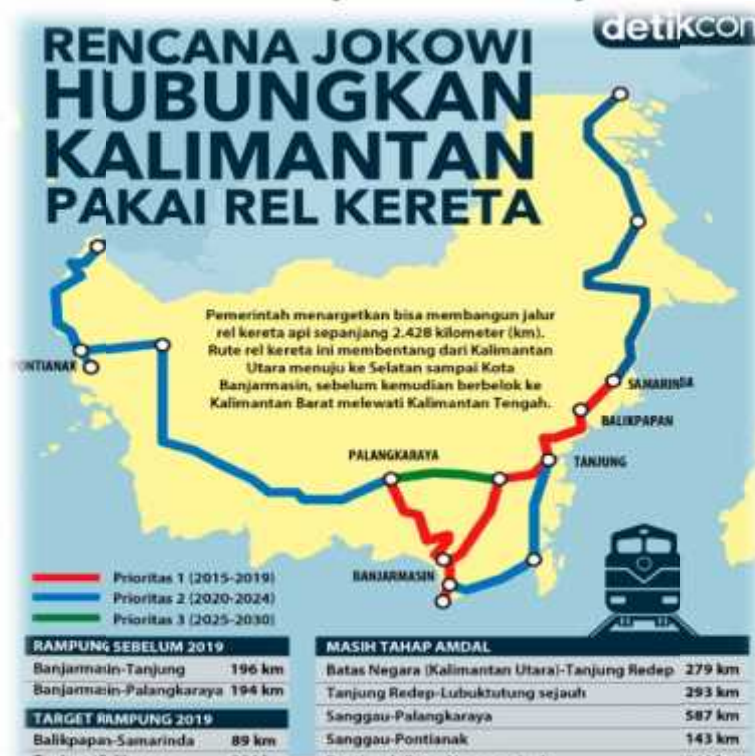 detikcom
RENCANA JOKOWI
HUBUNGKAN
KALIMANTAN
PAKAI REL KERETA
Pemerintah menargetkan bisa membangun jalur
rel kereta api sepanjang 2.428 kilometer (km).
Rute rel kereta ini membentang dari Kalimantan
Utara menuju ke Selatan sampai Kota
Banjarmasin, sebelum kemudian berbelok ke
Kalimantan Barat melewati Kalimantan Tengah.
PONTIANAK
SAMARINDA
BALIKPAPAN
PALANGKARAYA
TANJUNG
BANJARMASIN
Prioritas 1 (2015-2019)
Prioritas 2 (2020-2024)
Prioritas 3 (2025-2030)
RAMPUNG SEBELUM 2019
Banjarmasin-Tanjung 196 km
Banjarmasin-Palangkaraya 194 km
TARGET RAMPUNG 2019
Balikpapan-Samarinda 89 km
MASIH TAHAP AMDAL
Batas Negara (Kalimantan Utara)-Tanjung Redep 279 km
Tanjung Redep-Lubuktutung sejauh 293 km
Sanggau-Palangkaraya 587 km
Sanggau-Pontianak 143 km